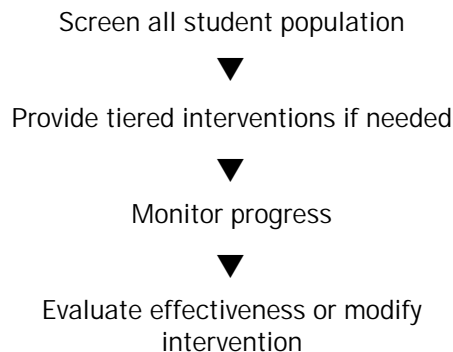 Screen all student population
Provide tiered interventions if needed
Monitor progress
Evaluate effectiveness or modify
intervention